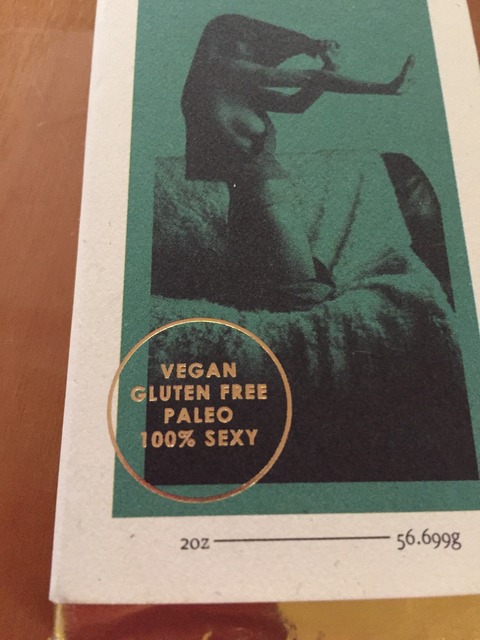 VEGAN
GLUTEN FREE
PALEO
100% SEXY
2oz 56.699g